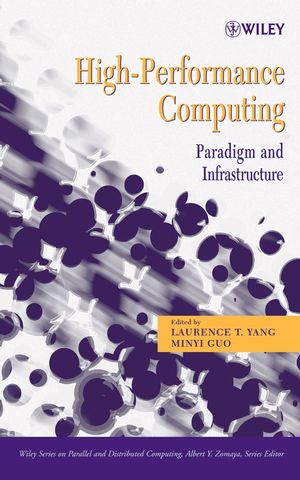 WILEY
High-Performance
Computing
Paradigm and
Infrastructure
Edited by
LAURENCE T. YANG
MINYI GUO
Wiley Series on Parallel and Distributed Computing, Albert Y. Zomaya, Series Editor